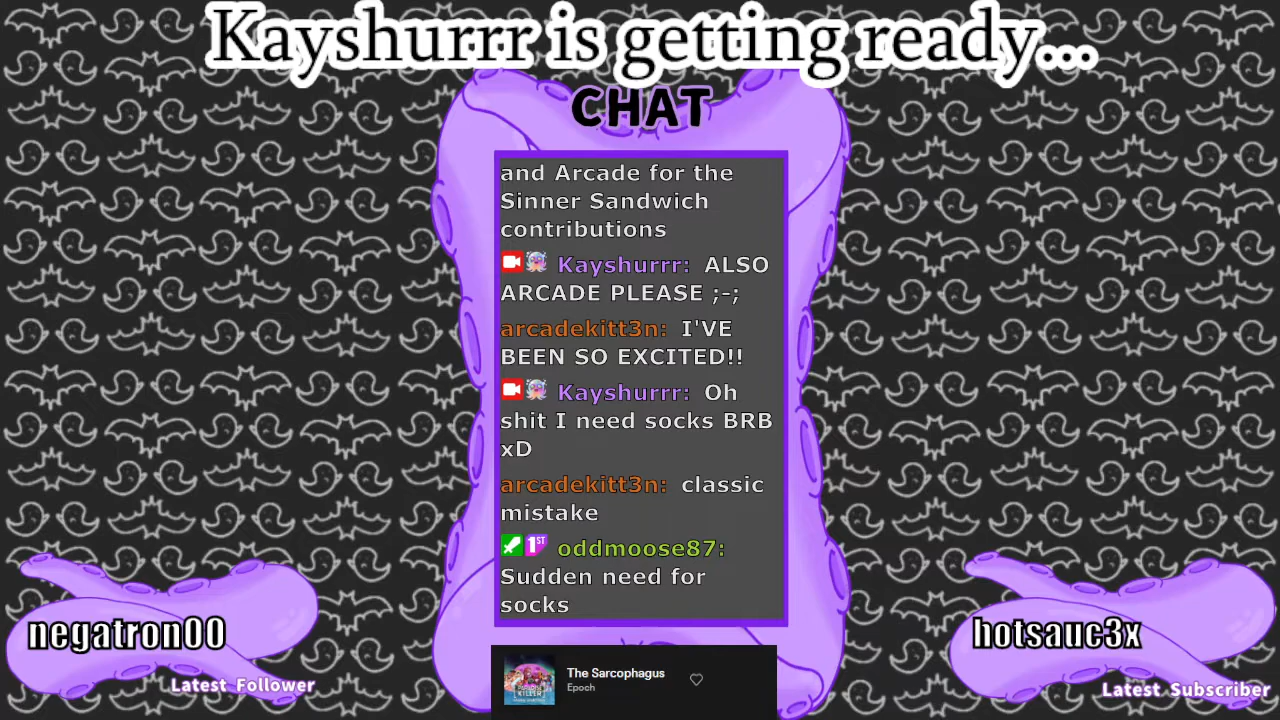 Kayshurrr is getting ready...
CHAT
and Arcade for the
Sinner Sandwich
contributions
Kayshurrr: ALSO
ARCADE PLEASE ;-;
arcadekitt3n: I'VE
BEEN SO EXCITED!!
Kayshurrr: Oh
shit I need socks BRB
xD
arcadekitt3n: classic
mistake
1ST oddmoose87:
Sudden need for
socks
negatron00
Latest Follower
hotsauc3x
Latest Subscriber
The Sarcophagus
Epoch